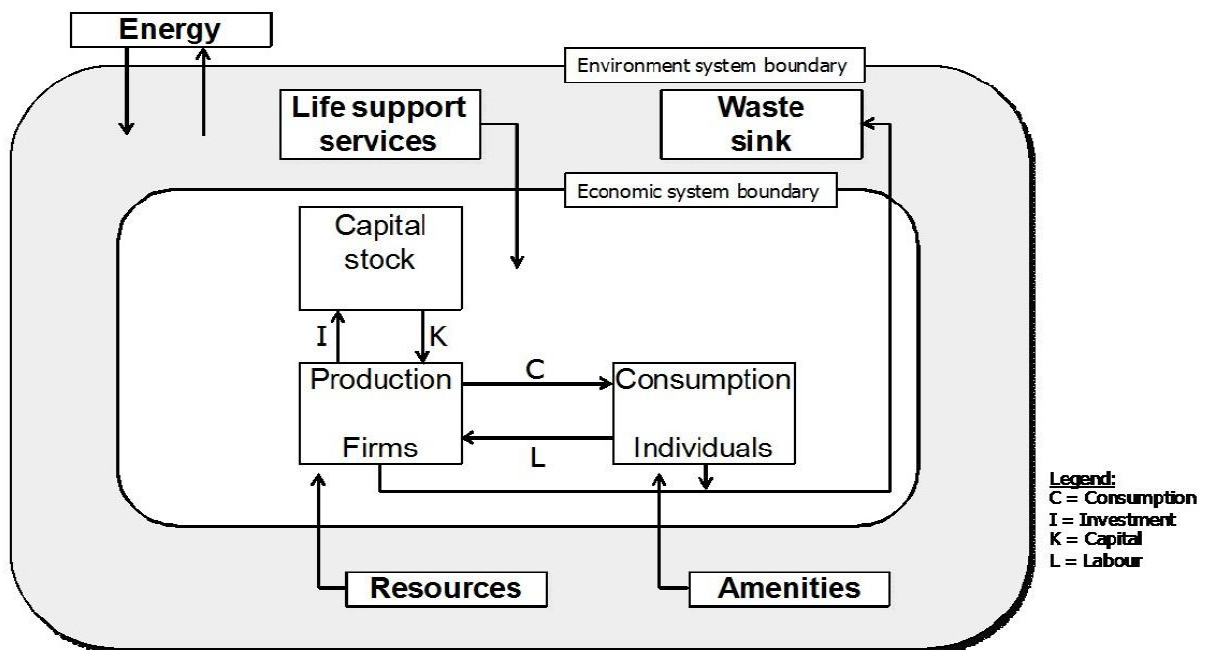 Energy
Environment system boundary
Life support
services
Waste
sink
Economic system boundary
Capital
stock
I
K
Production
C
Consumption
Firms
L
Individuals
Resources
Amenities
Legend:
C = Consumption
I = Investment
K = Capital
L = Labour